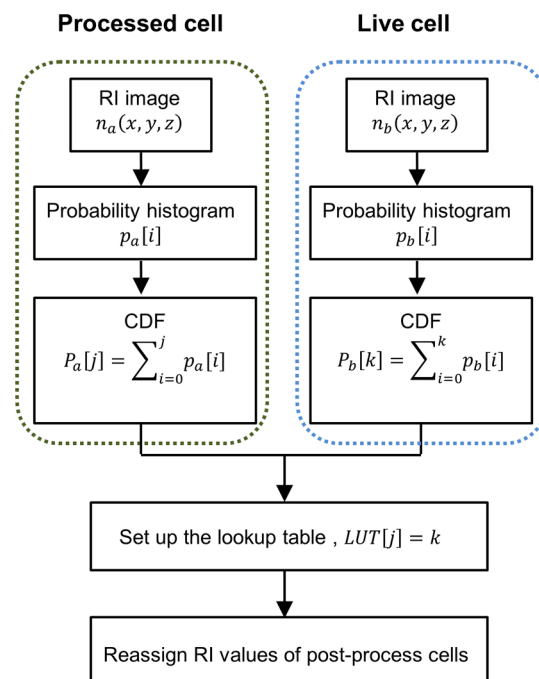 Processed cell
Live cell
RI image
n_a(x, y, z)
RI image
n_b(x, y, z)
Probability histogram
p_a[i]
Probability histogram
p_b[i]
CDF
P_a[j] = ∑_{i=0}^{j} p_a[i]
CDF
P_b[k] = ∑_{i=0}^{k} p_b[i]
Set up the lookup table , LUT[j] = k
Reassign RI values of post-process cells